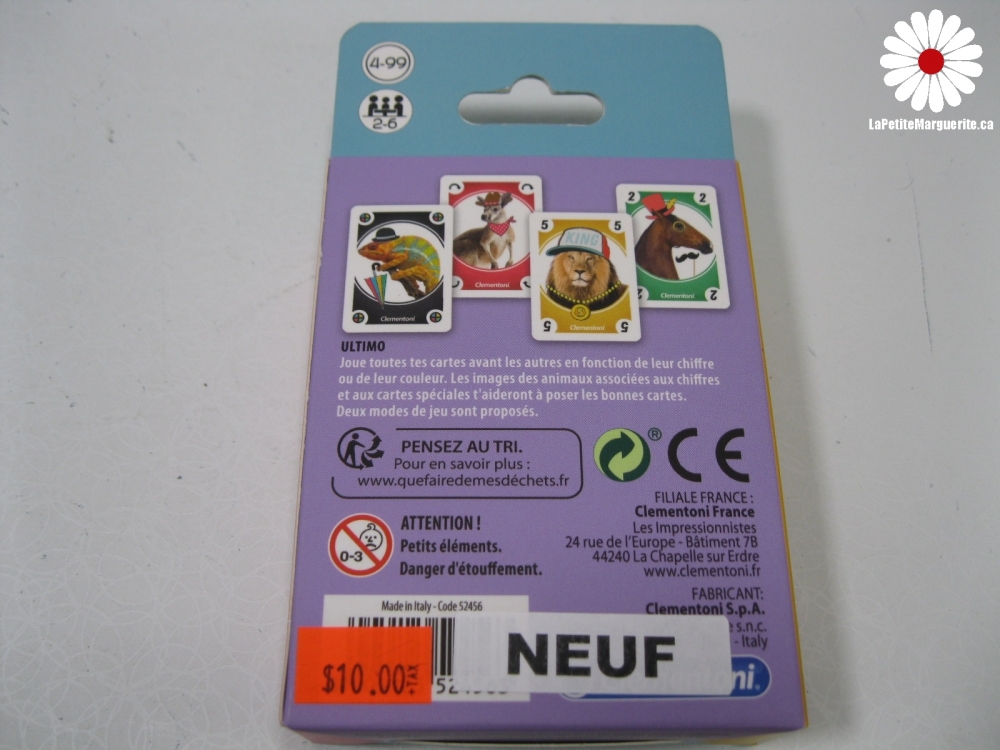 LaPetiteMarguerite.ca
4-99
2-6
KING
5 5
2 2
Clementoni
Clementoni
Clementoni
5 5
2
ULTIMO
Joue toutes tes cartes avant les autres en fonction de leur chiffre
ou de leur couleur. Les images des animaux associées aux chiffres
et aux cartes spéciales t'aideront à poser les bonnes cartes.
Deux modes de jeu sont proposés.
PENSEZ AU TRI.
Pour en savoir plus :
www.quefairedemesdéchets.fr
® CE
FILIALE FRANCE :
Clementoni France
Les Impressionnistes
24 rue de l'Europe - Bâtiment 7B
44240 La Chapelle sur Erdre
www.clementoni.fr
0-3
ATTENTION !
Petits éléments.
Danger d'étouffement.
FABRICANT:
Clementoni S.p.A.
s.n.c.
- Italy
Made in Italy - Code 52456
NEUF
$10.00 +TAX